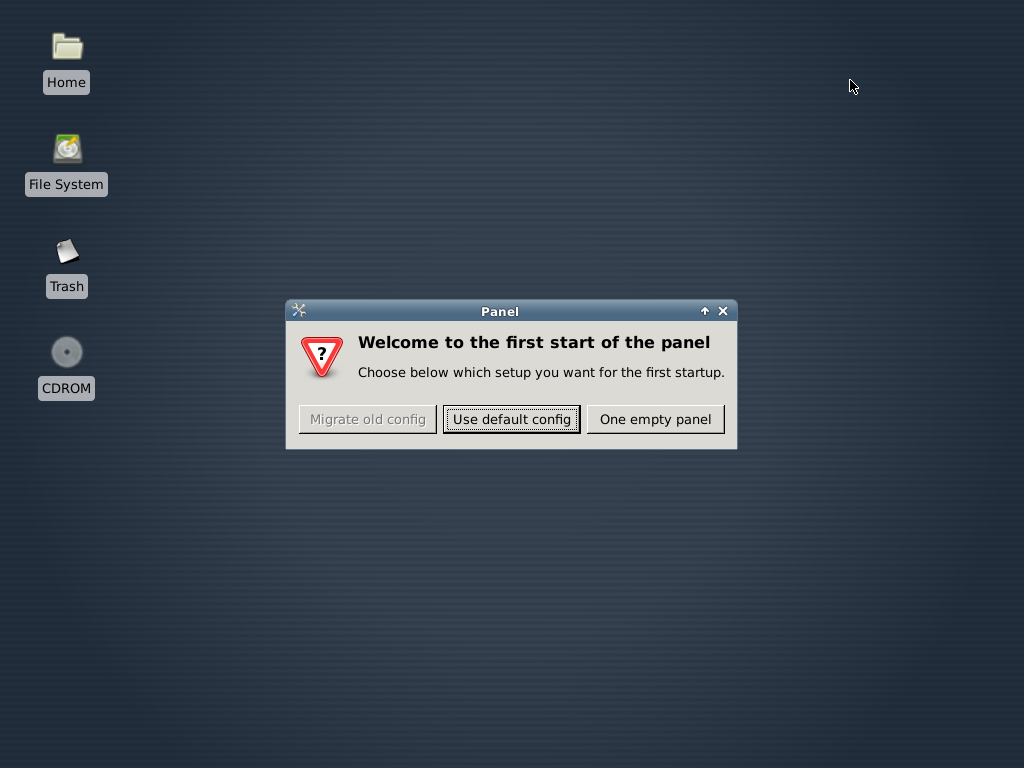 Home
File System
Trash
CDROM
Panel
?
Welcome to the first start of the panel
Choose below which setup you want for the first startup.
Migrate old config
Use default config
One empty panel